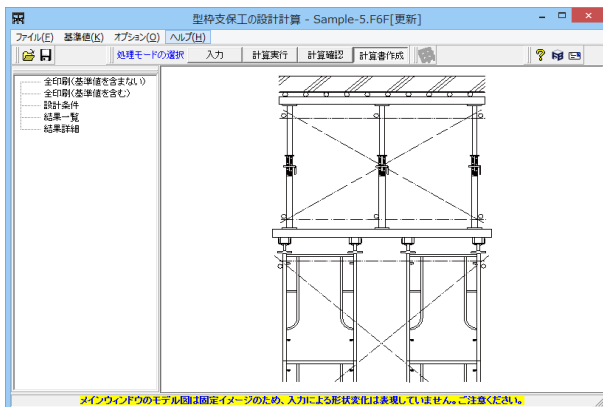 型枠支保工の設計計算 - Sample-5.F6F[更新]
ファイル(F) 基準値(K) オプション(O) ヘルプ(H)
処理モードの選択 入力 計算実行 計算確認 計算書作成
全印刷(基準値を含まない)
全印刷(基準値を含む)
設計条件
結果一覧
結果詳細
メインウィンドウのモデル図は固定イメージのため、入力による形状変化は表現していません。ご注意ください。